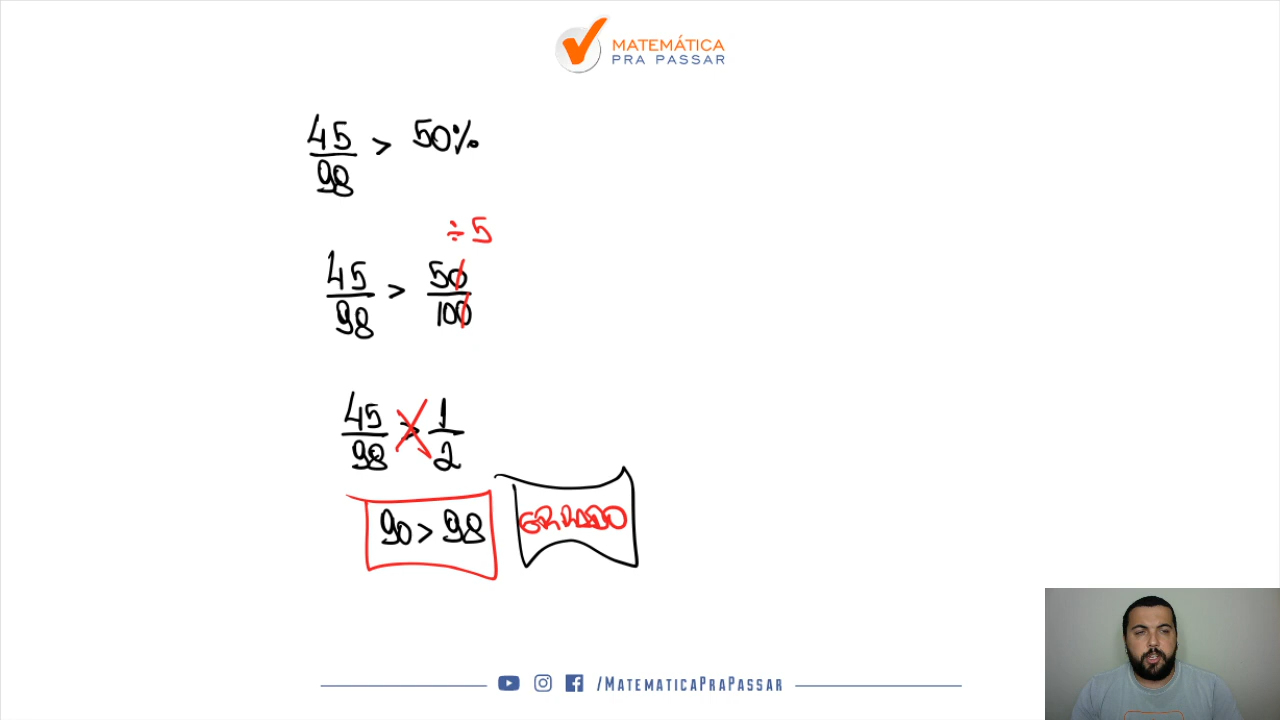 MATEMÁTICA
PRA PASSAR
45/98 > 50%
÷ 5
45/98 > 50/100
45/98 > 1/2
90 > 98
ERRADO
/MATEMATICAPRAPASSAR